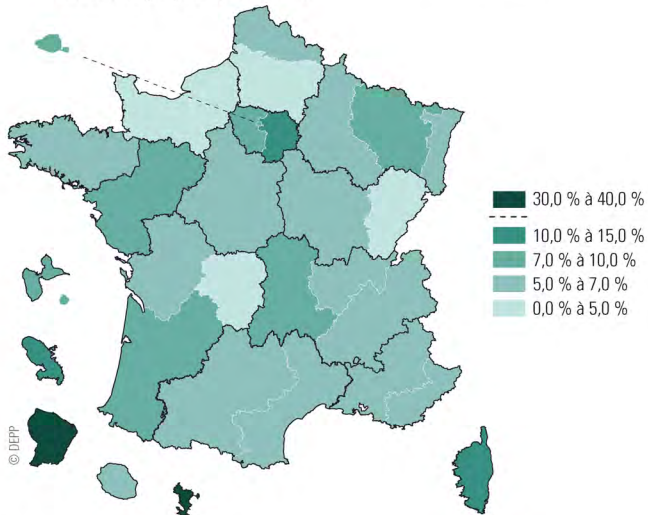 30,0 % à 40,0 %
10,0 % à 15,0 %
7,0 % à 10,0 %
5,0 % à 7,0 %
0,0 % à 5,0 %
© DEPP